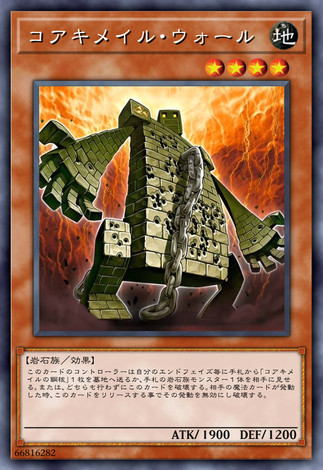 コアキメイル・ウォール
地
【岩石族／効果】
このカードのコントローラーは自分のエンドフェイズ毎に手札から「コアキメ
イルの鋼核」１枚を墓地へ送るか、手札の岩石族モンスター１体を相手に見せ
る。または、どちらも行わずにこのカードを破壊する。相手の魔法カードが発動
した時、このカードをリリースする事でその発動を無効にし破壊する。
ATK/ 1900 DEF/1200
66816282